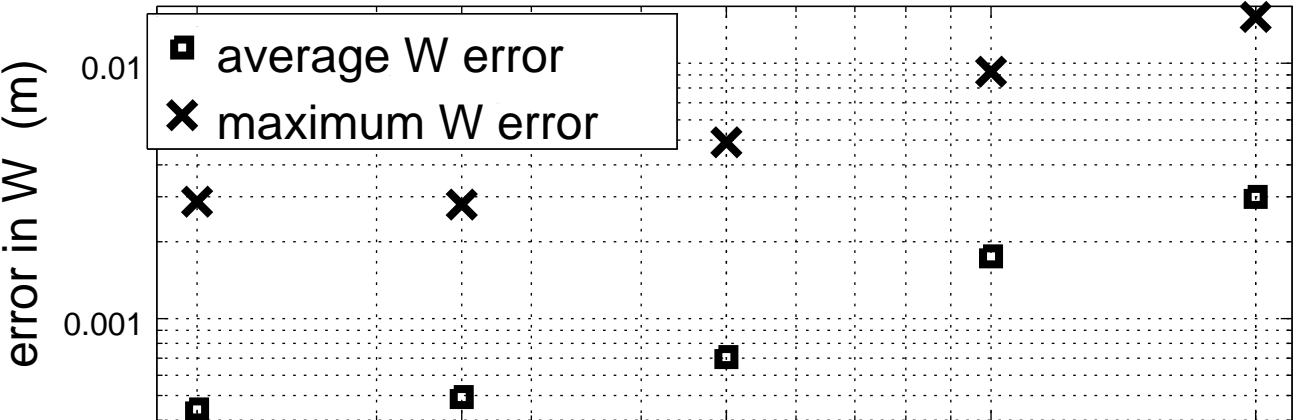 average W error
maximum W error
0.01
0.001
error in W (m)